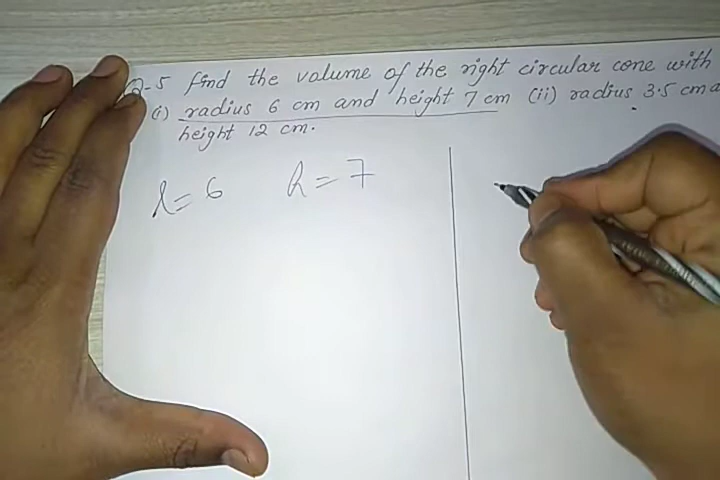 Q-5 find the volume of the right circular cone with
(i) radius 6 cm and height 7 cm (ii) radius 3.5 cm a
height 12 cm.
r=6 h=7